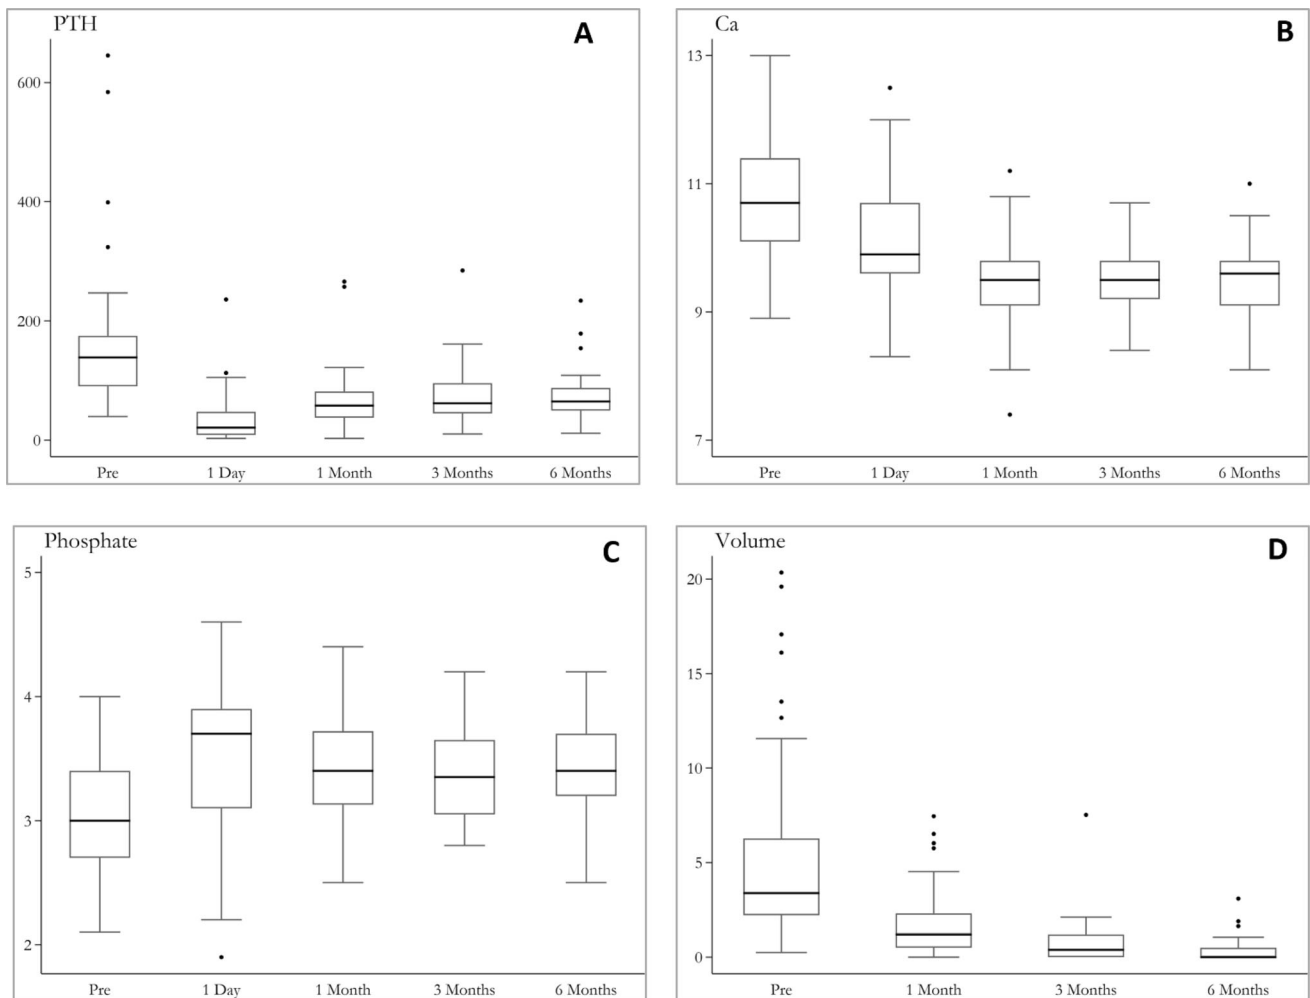 PTH
A
600
400
200
0
Pre 1 Day 1 Month 3 Months 6 Months
Ca
B
13
11
9
7
Pre 1 Day 1 Month 3 Months 6 Months
Phosphate
C
5
4
3
2
Pre 1 Day 1 Month 3 Months 6 Months
Volume
D
20
15
10
5
0
Pre 1 Month 3 Months 6 Months